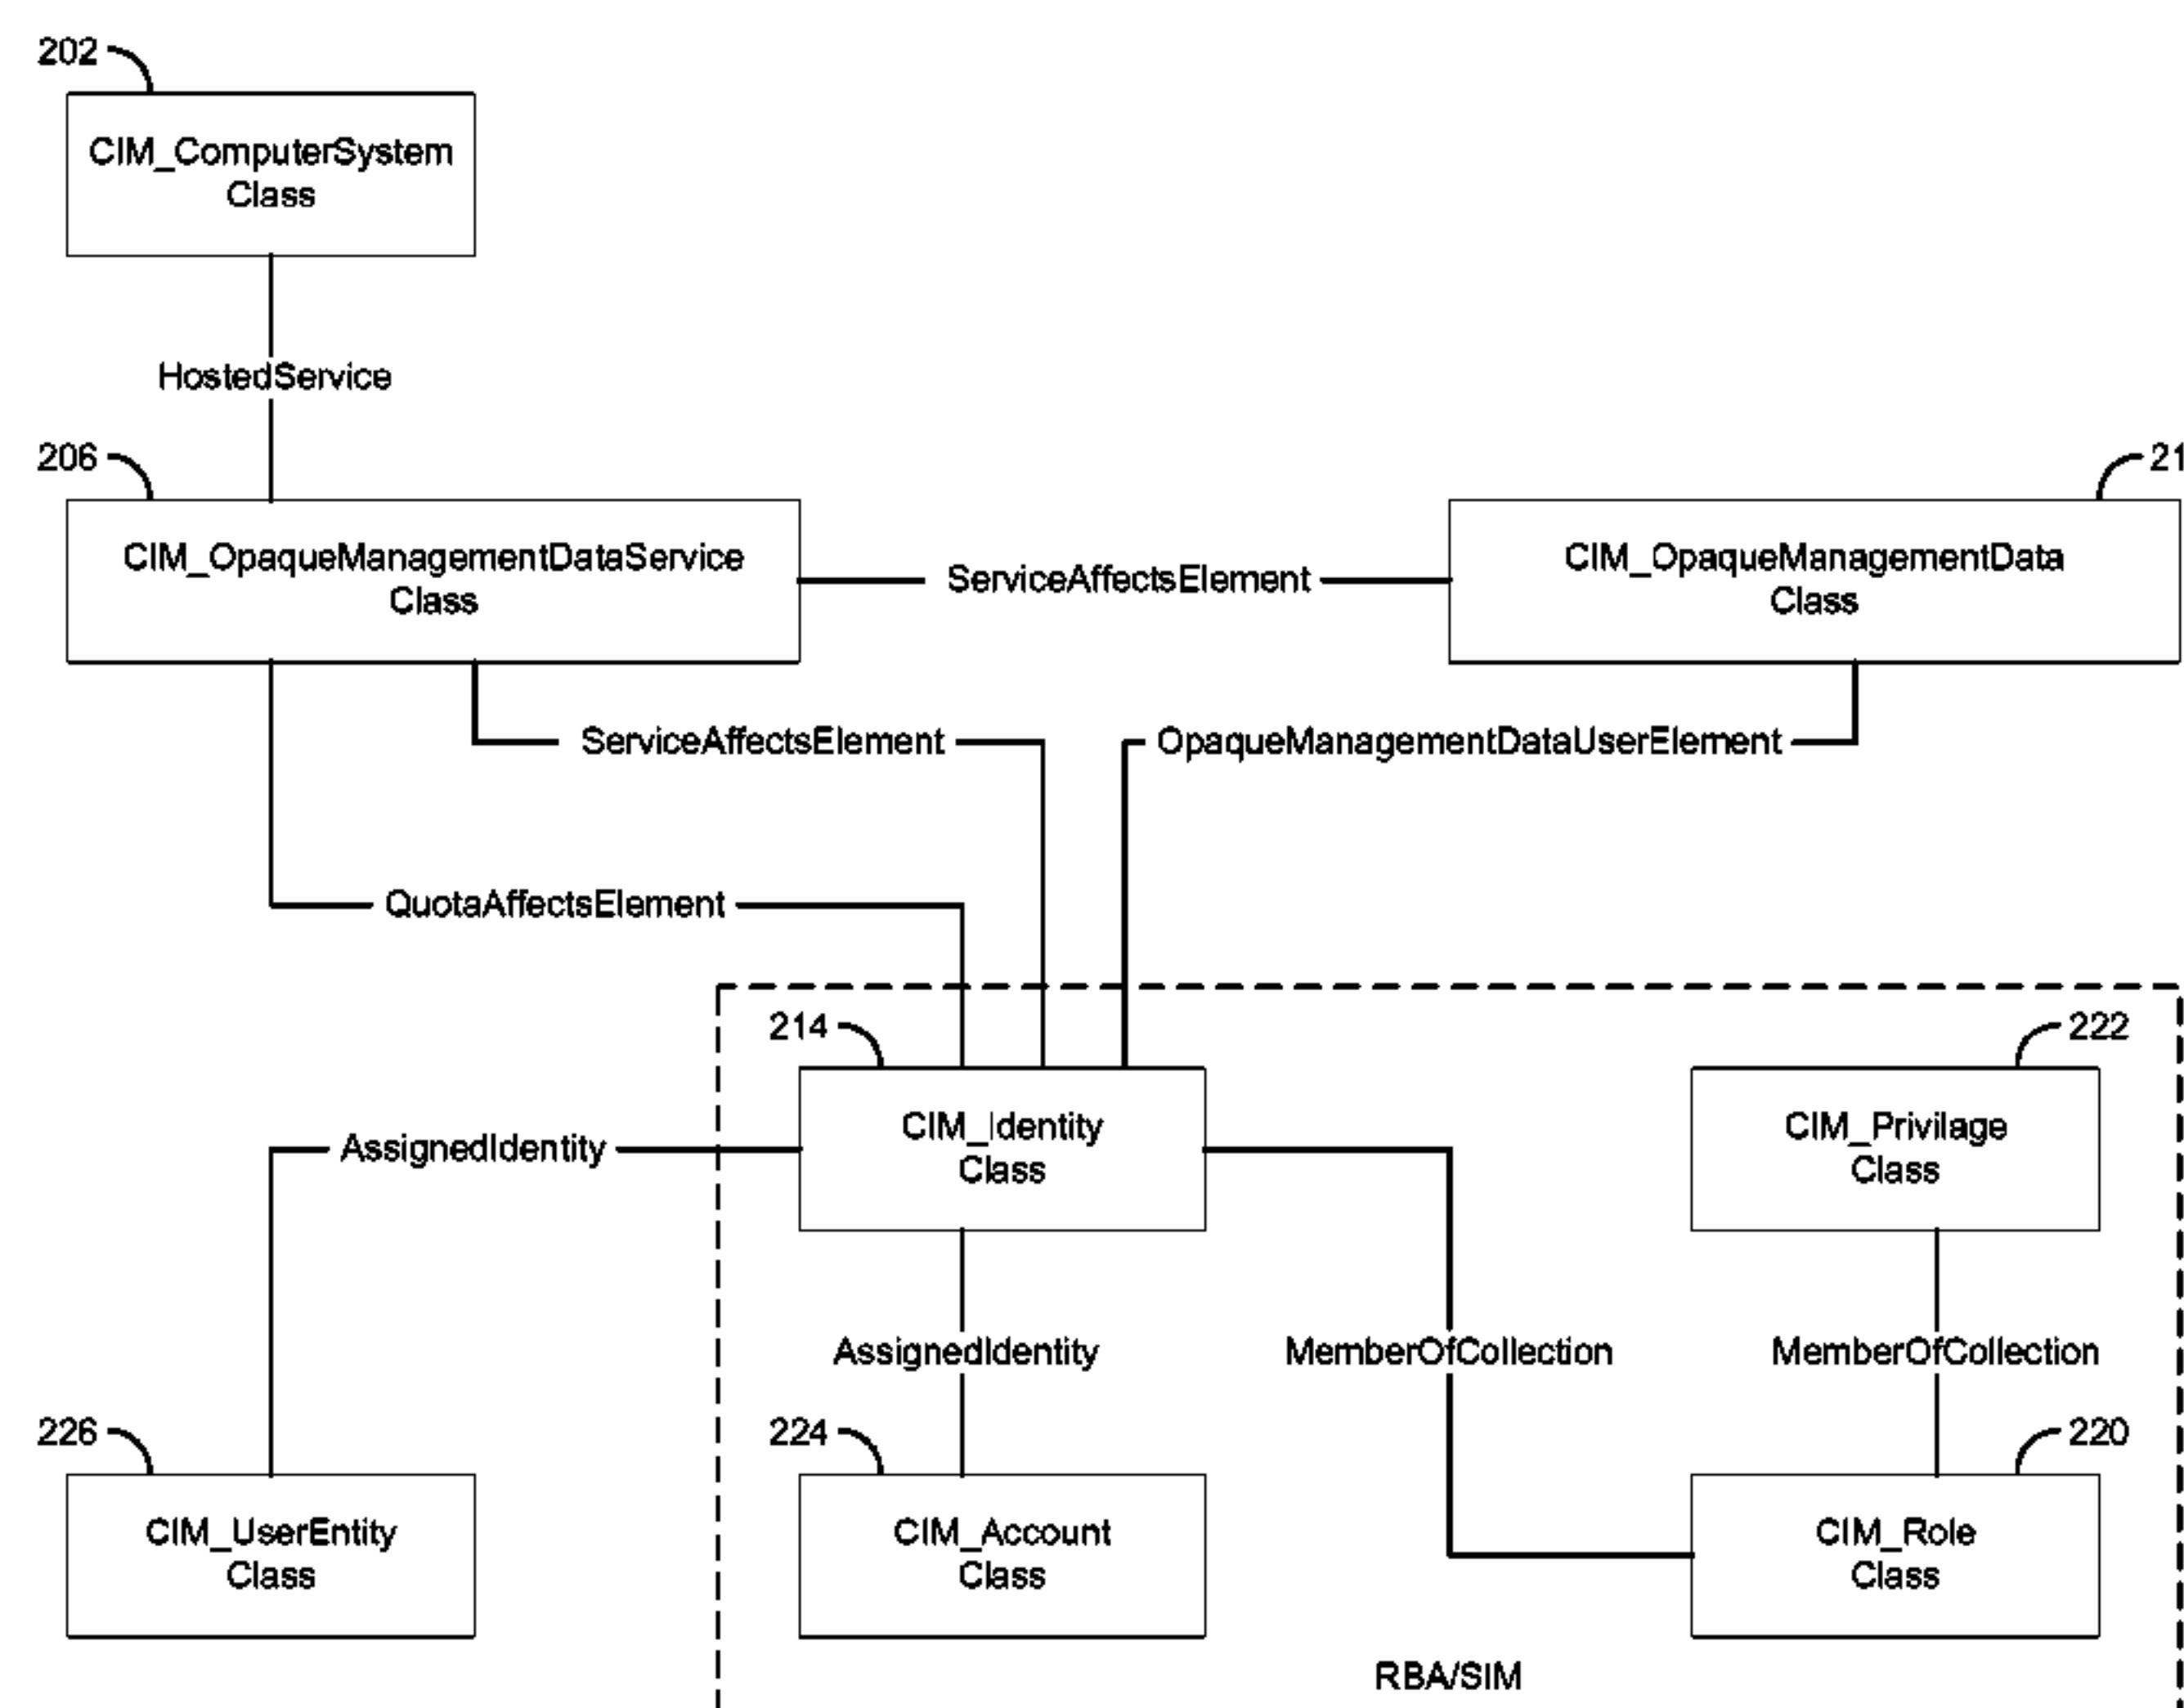 202
CIM_ComputerSystem
Class
HostedService
206
21
CIM_OpaqueManagementDataService
Class
ServiceAffectsElement
CIM_OpaqueManagementData
Class
ServiceAffectsElement
OpaqueManagementDataUserElement
QuotaAffectsElement
214
222
CIM_Identity
Class
CIM_Privilage
Class
AssignedIdentity
AssignedIdentity
MemberOfCollection
MemberOfCollection
226
224
220
CIM_UserEntity
Class
CIM_Account
Class
CIM_Role
Class
RBA/SIM